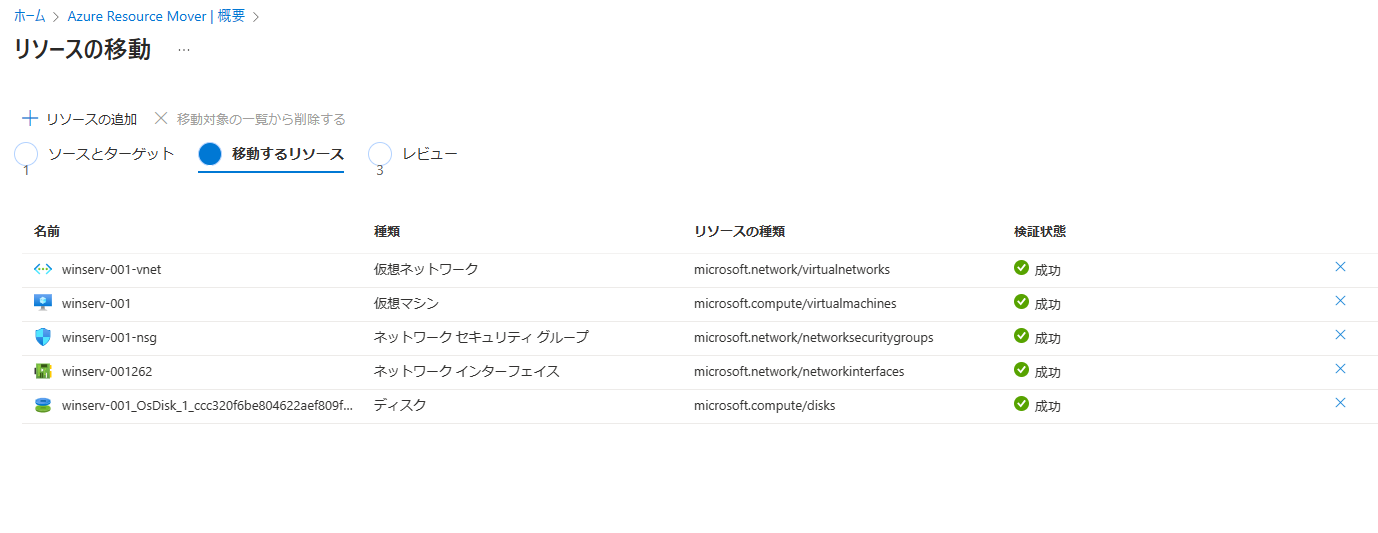 ホーム > Azure Resource Mover | 概要 >
リソースの移動 …
+ リソースの追加 × 移動対象の一覧から削除する
1 ソースとターゲット 移動するリソース 3 レビュー
名前 種類 リソースの種類 検証状態
winserv-001-vnet 仮想ネットワーク microsoft.network/virtualnetworks 成功
winserv-001 仮想マシン microsoft.compute/virtualmachines 成功
winserv-001-nsg ネットワーク セキュリティ グループ microsoft.network/networksecuritygroups 成功
winserv-001262 ネットワーク インターフェイス microsoft.network/networkinterfaces 成功
winserv-001_OsDisk_1_ccc320f6be804622aef809f... ディスク microsoft.compute/disks 成功